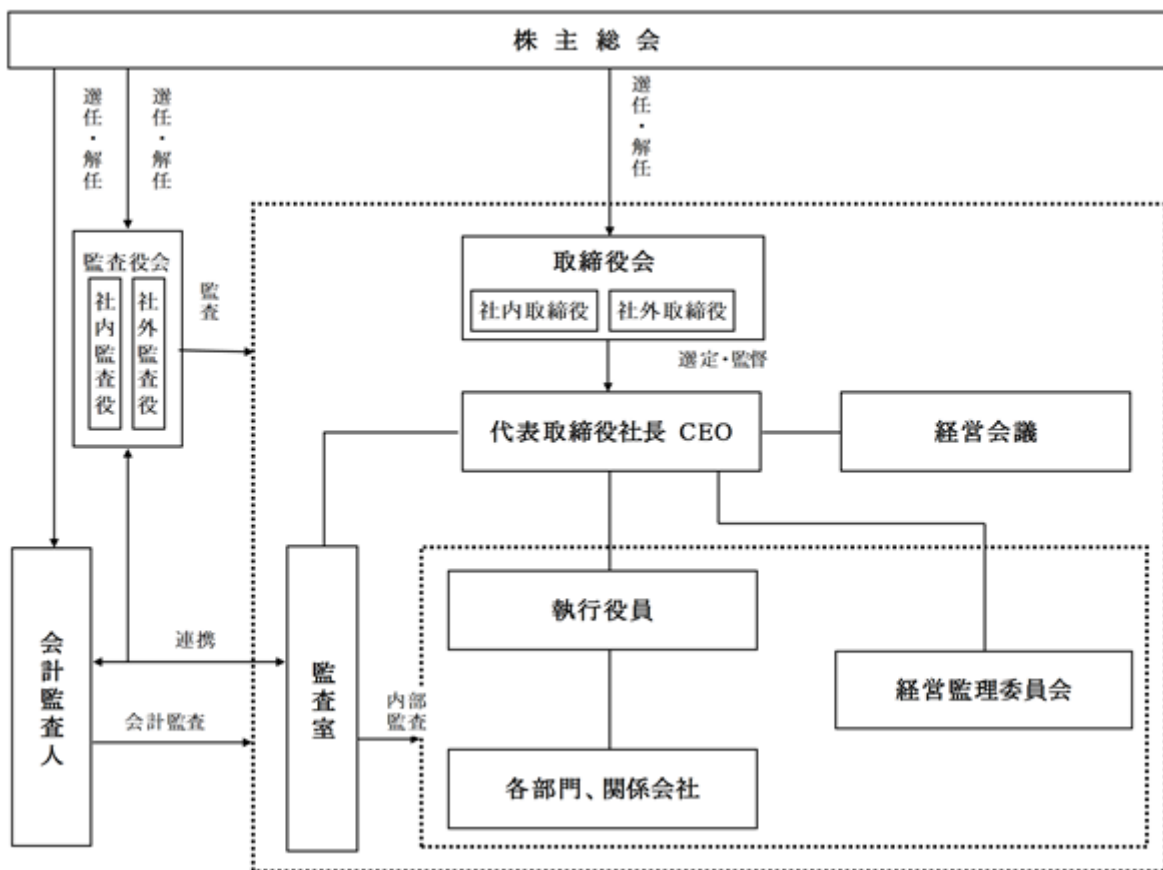 株主総会
選任・解任
選任・解任
選任・解任
監査役会
社内監査役
社外監査役
監査
取締役会
社内取締役
社外取締役
選定・監督
代表取締役社長 CEO
経営会議
会計監査人
連携
会計監査
監査室
内部
監査
執行役員
経営監理委員会
各部門、関係会社